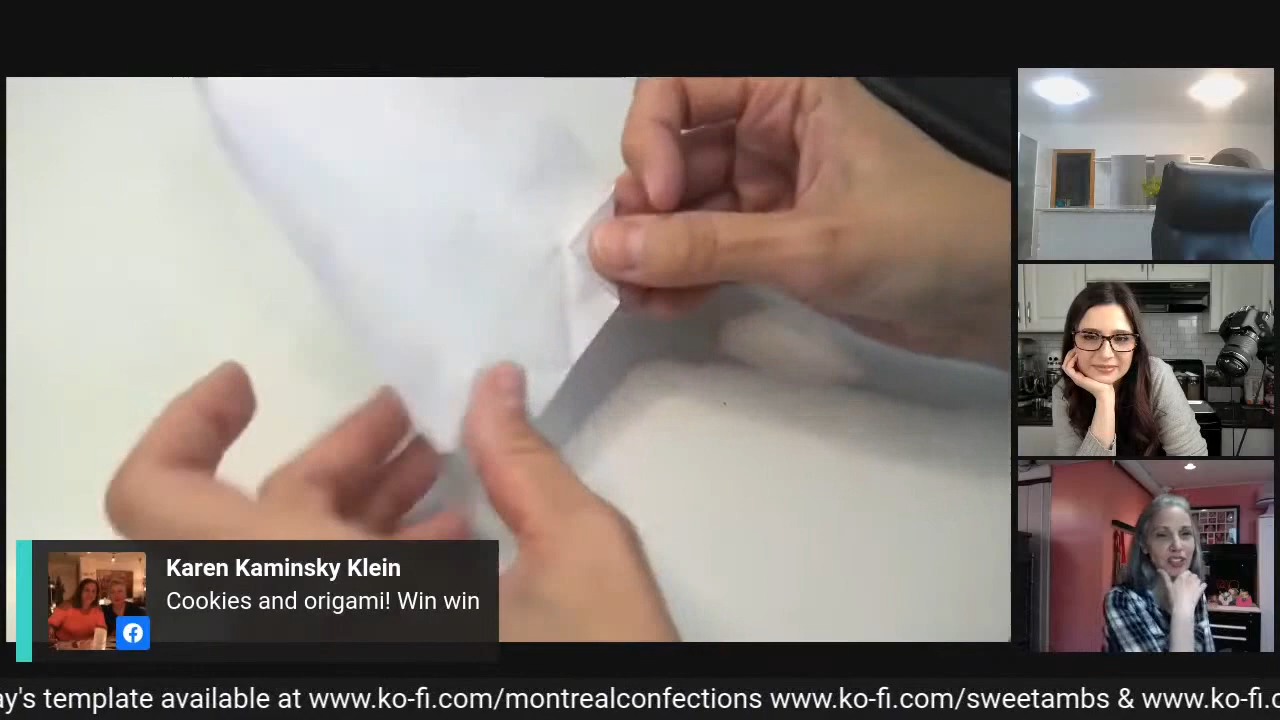 Karen Kaminsky Klein
Cookies and origami! Win win
ay's template available at www.ko-fi.com/montrealconfections www.ko-fi.com/sweetambs & www.ko-fi.c